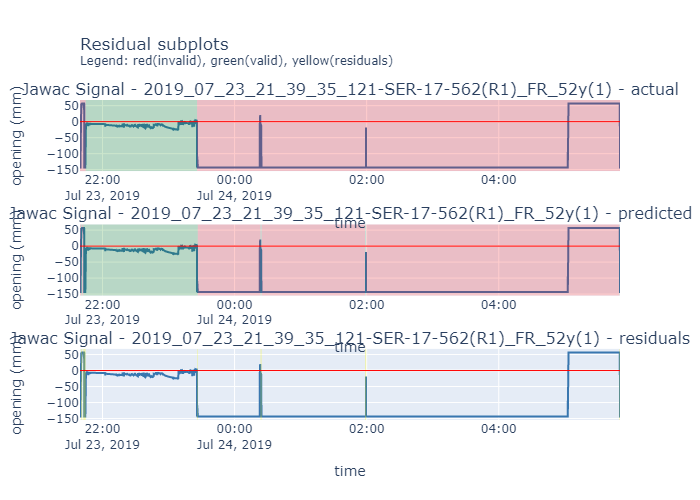 Residual subplots
Legend: red(invalid), green(valid), yellow(residuals)
Jawac Signal - 2019_07_23_21_39_35_121-SER-17-562(R1)_FR_52y(1) - actual
opening (mm)
50
0
−50
−100
−150
22:00
00:00
02:00
04:00
Jul 23, 2019
Jul 24, 2019
time
Jawac Signal - 2019_07_23_21_39_35_121-SER-17-562(R1)_FR_52y(1) - predicted
opening (mm)
50
0
−50
−100
−150
22:00
00:00
02:00
04:00
Jul 23, 2019
Jul 24, 2019
time
Jawac Signal - 2019_07_23_21_39_35_121-SER-17-562(R1)_FR_52y(1) - residuals
opening (mm)
50
0
−50
−100
−150
22:00
00:00
02:00
04:00
Jul 23, 2019
Jul 24, 2019
time